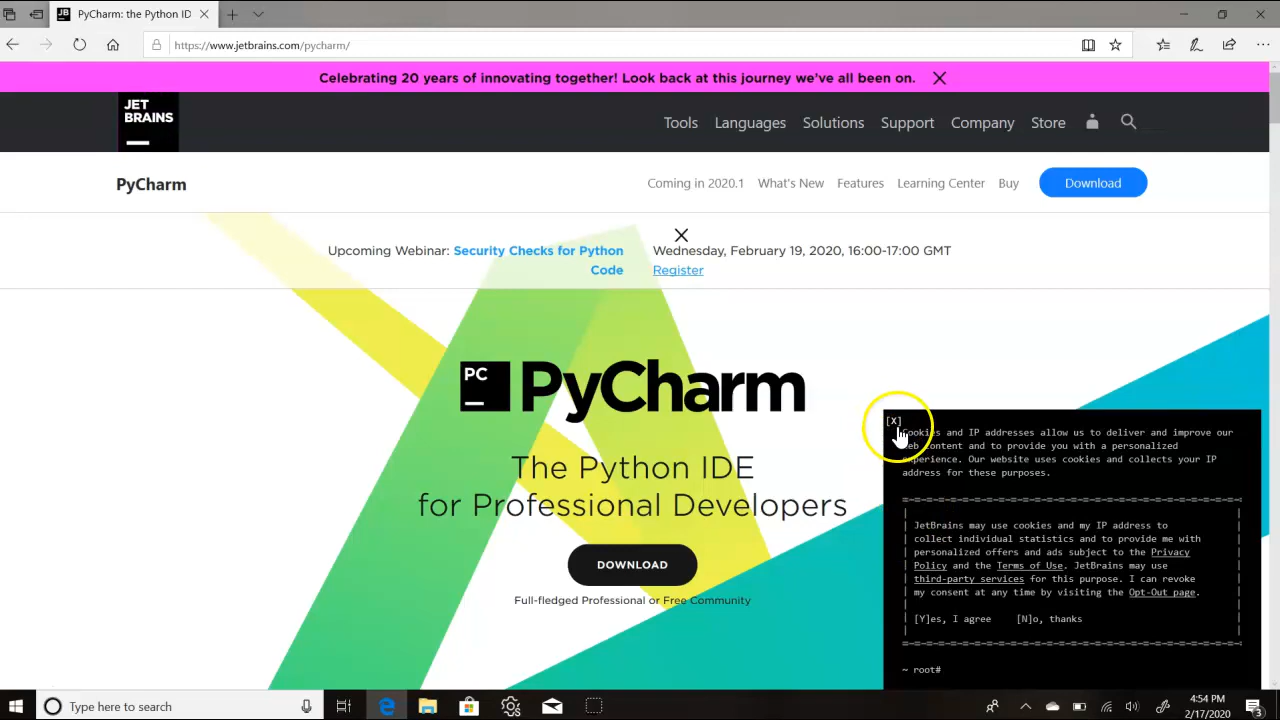 PyCharm: the Python IDE
https://www.jetbrains.com/pycharm/
Celebrating 20 years of innovating together! Look back at this journey we've all been on.
JET
BRAINS
Tools Languages Solutions Support Company Store
PyCharm
Coming in 2020.1 What's New Features Learning Center Buy Download
Upcoming Webinar: Security Checks for Python Code
Wednesday, February 19, 2020, 16:00-17:00 GMT
Register
PC
PyCharm
The Python IDE
for Professional Developers
DOWNLOAD
Full-fledged Professional or Free Community
[X]
Cookies and IP addresses allow us to deliver and improve our
web content and to provide you with a personalized
experience. Our website uses cookies and collects your IP
address for these purposes.
JetBrains may use cookies and my IP address to
collect individual statistics and to provide me with
personalized offers and ads subject to the Privacy
Policy and the Terms of Use. JetBrains may use
third-party services for this purpose. I can revoke
my consent at any time by visiting the Opt-Out page.
[Y]es, I agree [N]o, thanks
~ root#
Type here to search
4:54 PM
2/17/2020
3